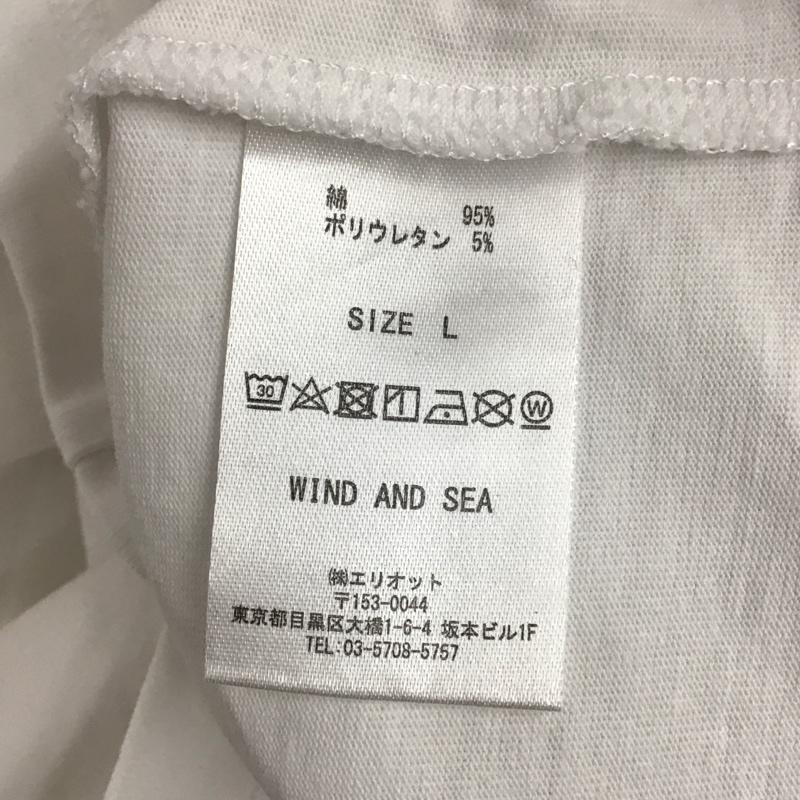 綿 95%
ポリウレタン 5%
SIZE L
30 W
WIND AND SEA
㈱エリオット
〒153-0044
東京都目黒区大橋1-6-4 坂本ビル1F
TEL:03-5708-5757